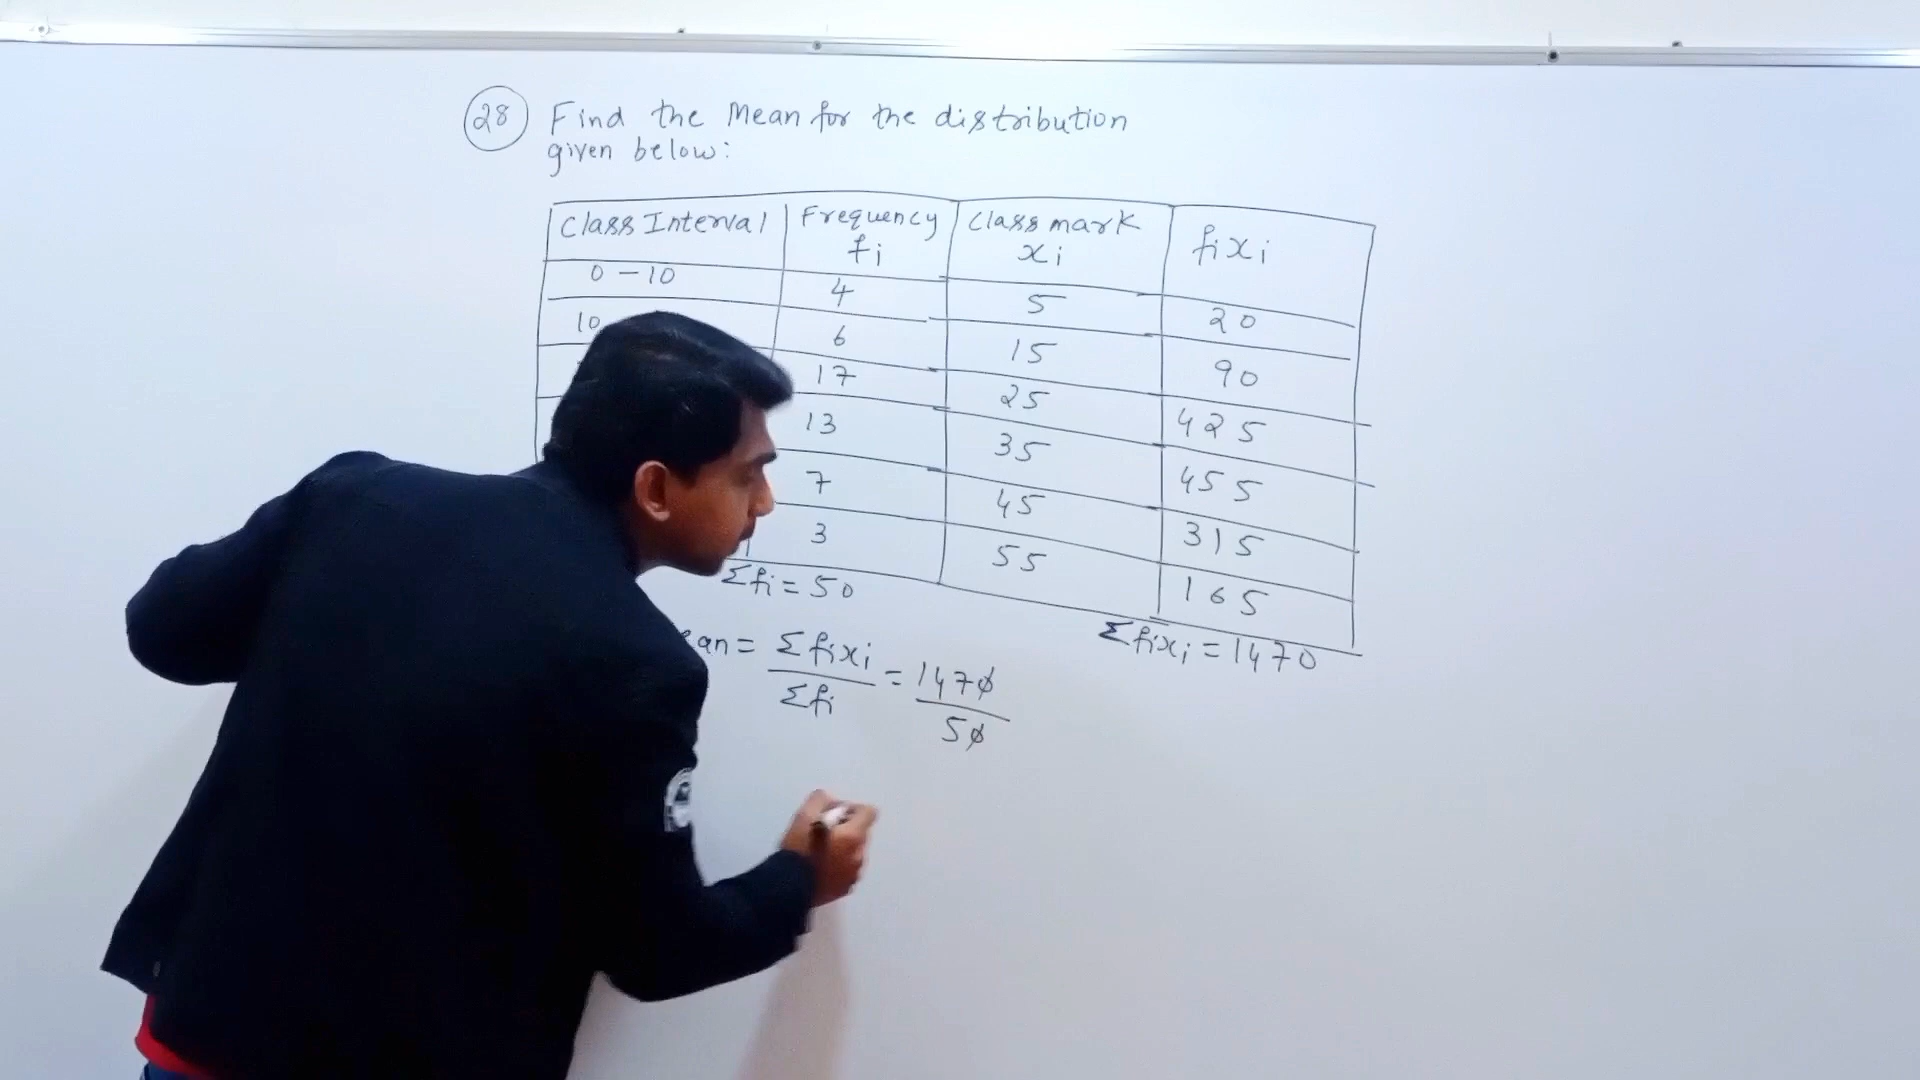 28 Find the Mean for the distribution
given below:
Class Interval Frequency fi Class mark xi fixi
0 – 10 4 5 20
10 6 15 90
17 25 425
13 35 455
7 45 315
3 55 165
Σfi = 50 Σfixi = 1470
an = Σfixi / Σfi = 1470 / 50